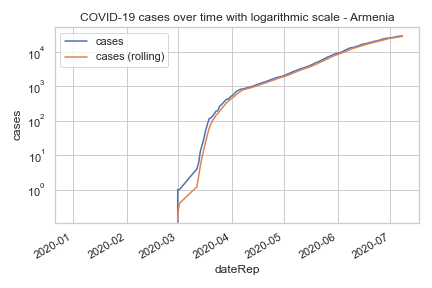 COVID-19 cases over time with logarithmic scale - Armenia
cases
cases (rolling)
10⁴
10³
10²
10¹
10⁰
cases
2020-01
2020-02
2020-03
2020-04
2020-05
2020-06
2020-07
dateRep